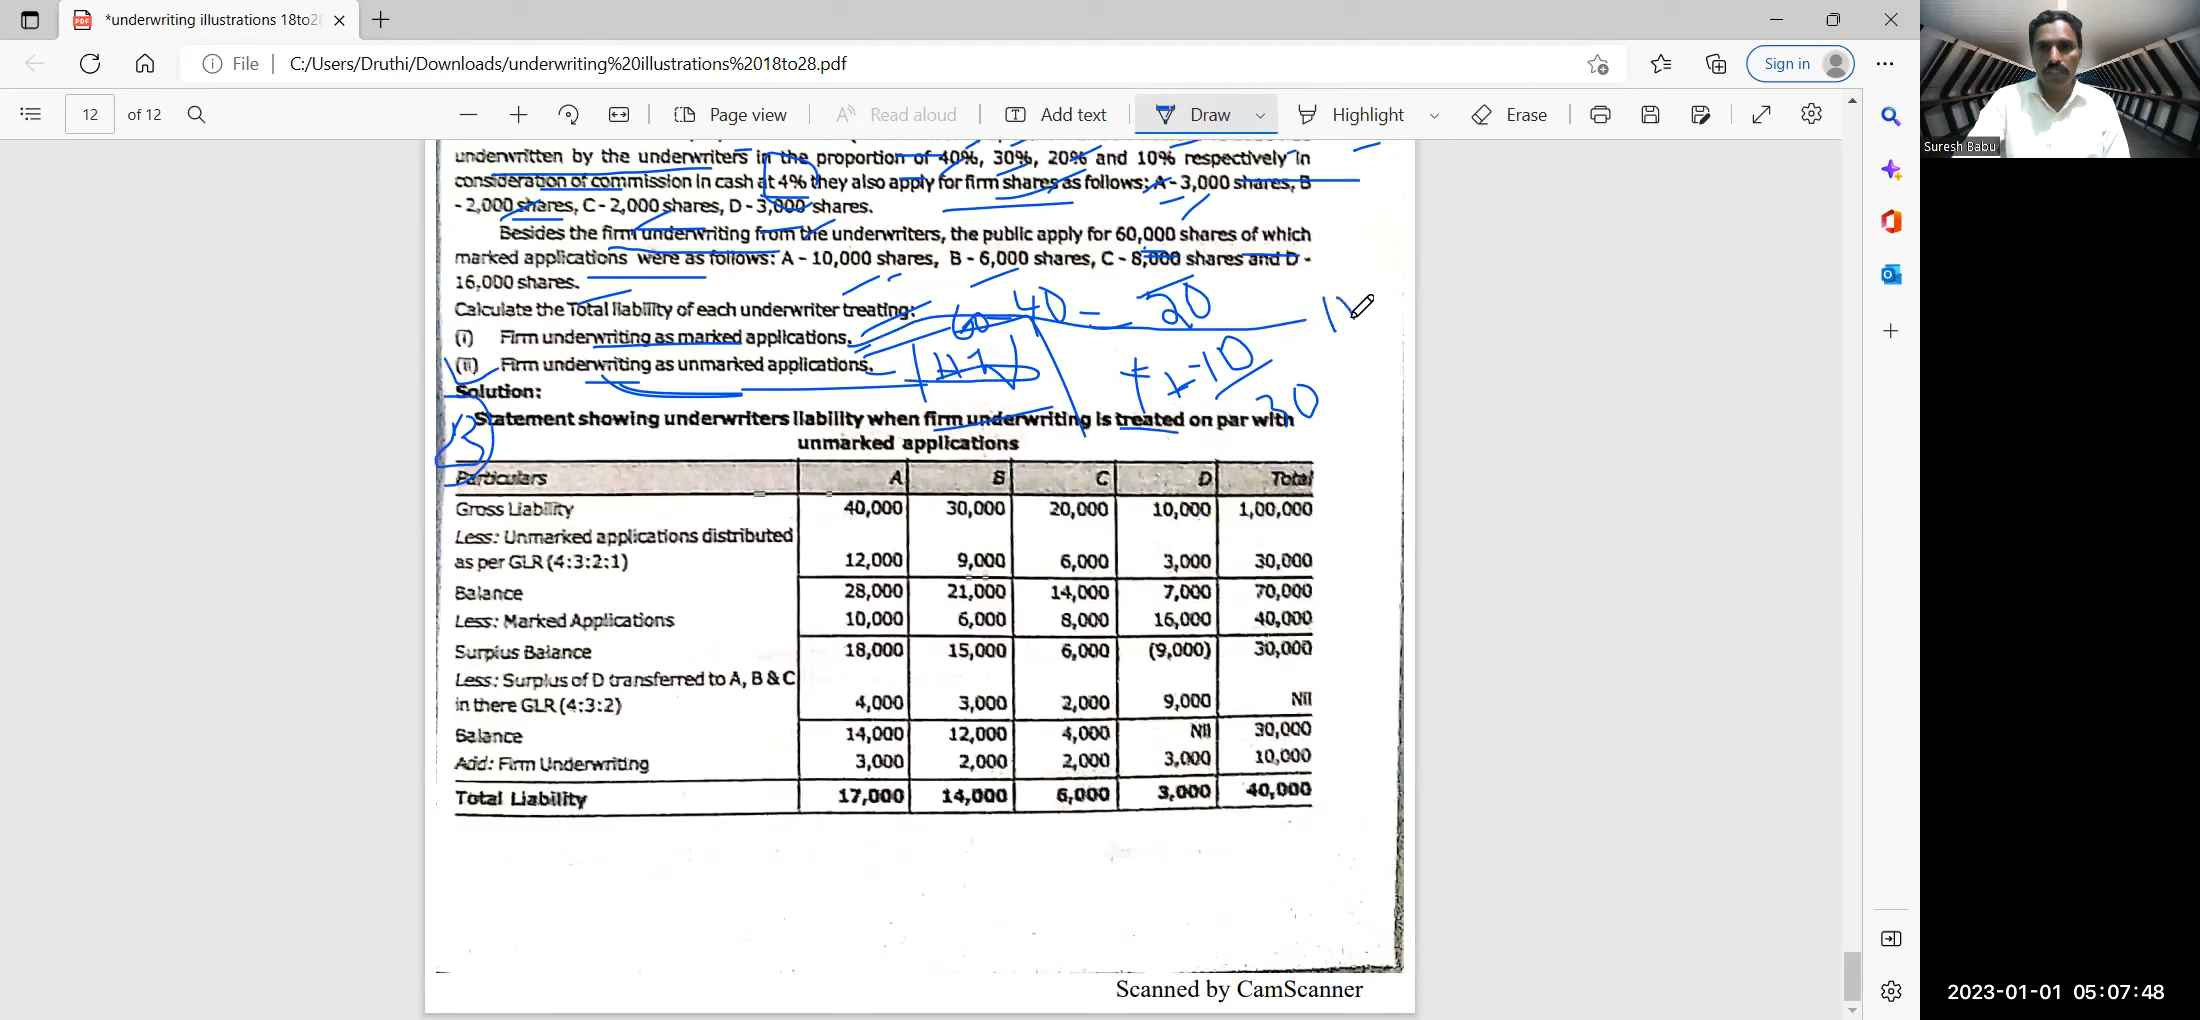 *underwriting illustrations 18to28
File
C:/Users/Druthi/Downloads/underwriting%20illustrations%2018to28.pdf
Sign in
12 of 12
Page view
Read aloud
Add text
Draw
Highlight
Erase
Suresh Babu
underwritten by the underwriters in the proportion of 40%, 30%, 20% and 10% respectively in
consideration of commission in cash at 4% they also apply for firm shares as follows: A - 3,000 shares, B
- 2,000 shares, C - 2,000 shares, D - 3,000 shares.
Besides the firm underwriting from the underwriters, the public apply for 60,000 shares of which
marked applications were as follows: A - 10,000 shares, B - 6,000 shares, C - 8,000 shares and D -
16,000 shares.
Calculate the Total liability of each underwriter treating:
60 40 - 20
(i) Firm underwriting as marked applications.
(ii) Firm underwriting as unmarked applications.
10
30
Solution:
Statement showing underwriters liability when firm underwriting is treated on par with
unmarked applications
Particulars A B C D Total
Gross Liability 40,000 30,000 20,000 10,000 1,00,000
Less: Unmarked applications distributed
as per GLR (4:3:2:1) 12,000 9,000 6,000 3,000 30,000
Balance 28,000 21,000 14,000 7,000 70,000
Less: Marked Applications 10,000 6,000 8,000 16,000 40,000
Surplus Balance 18,000 15,000 6,000 (9,000) 30,000
Less: Surplus of D transferred to A, B & C
in there GLR (4:3:2) 4,000 3,000 2,000 9,000 Nil
Balance 14,000 12,000 4,000 Nil 30,000
Add: Firm Underwriting 3,000 2,000 2,000 3,000 10,000
Total Liability 17,000 14,000 6,000 3,000 40,000
Scanned by CamScanner
2023-01-01 05:07:48